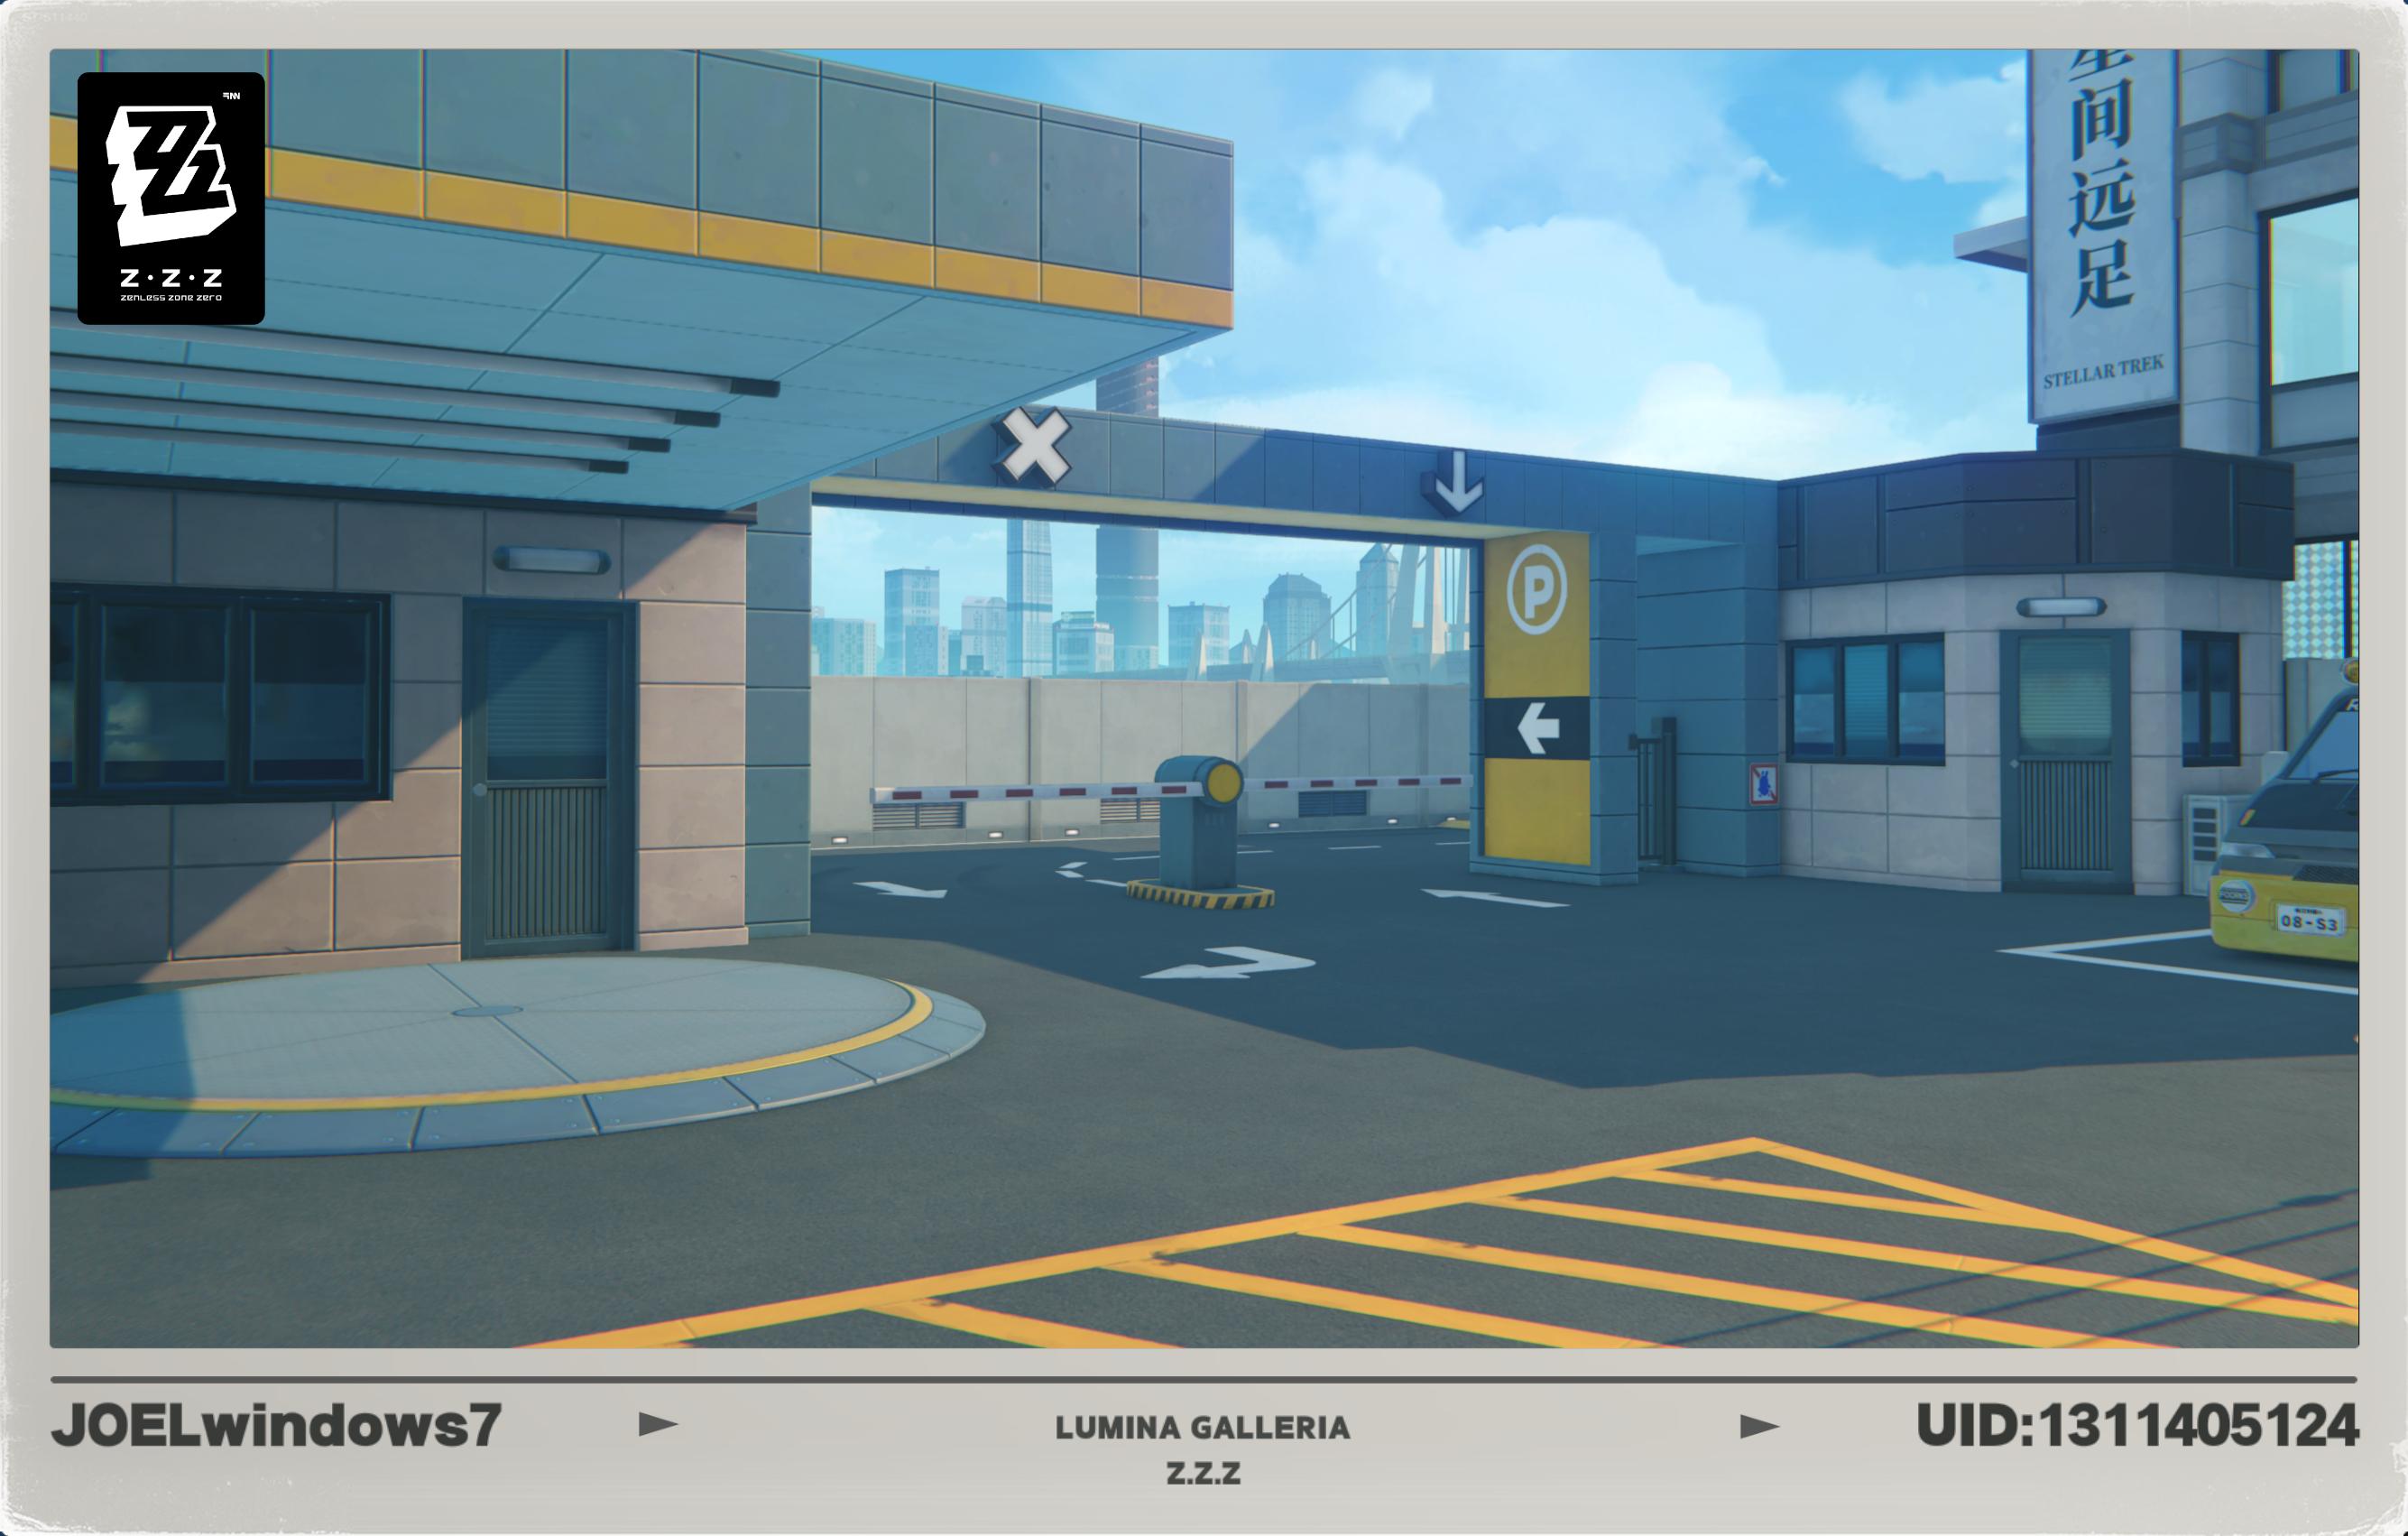 Z·Z·Z
ZENLESS ZONE ZERO
间
远
足
STELLAR TREK
P
08-S3
JOELwindows7
LUMINA GALLERIA
Z.Z.Z
UID:1311405124